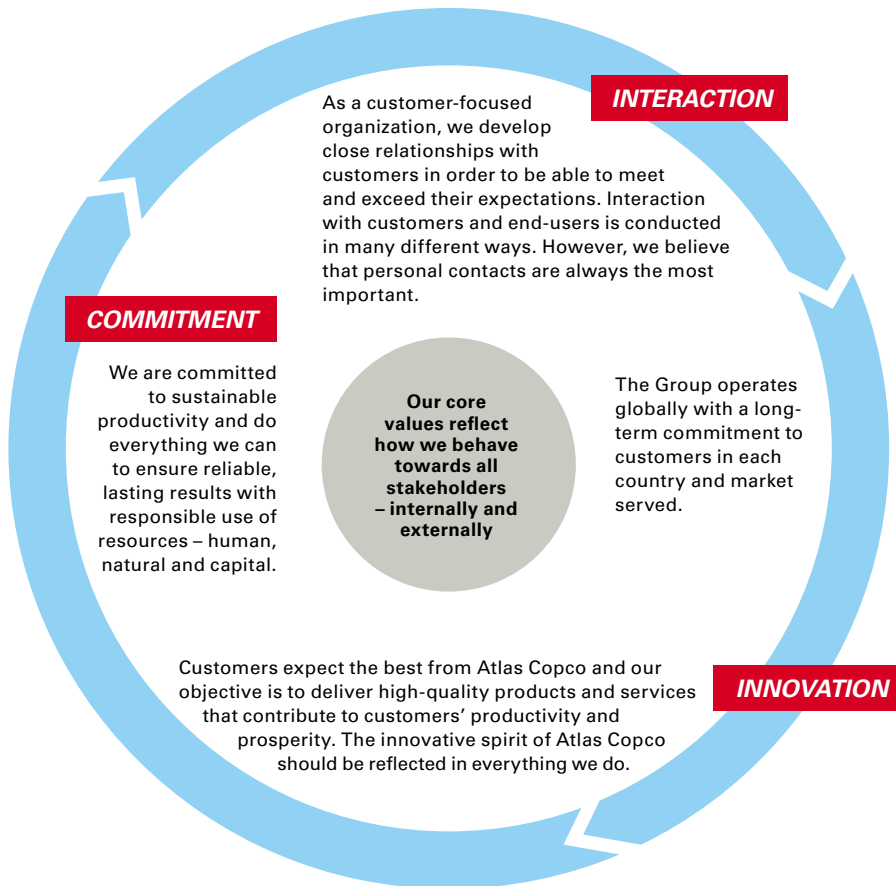 INTERACTION
As a customer-focused
organization, we develop
close relationships with
customers in order to be able to meet
and exceed their expectations. Interaction
with customers and end-users is conducted
in many different ways. However, we believe
that personal contacts are always the most
important.
COMMITMENT
We are committed
to sustainable
productivity and do
everything we can
to ensure reliable,
lasting results with
responsible use of
resources – human,
natural and capital.
Our core
values reflect
how we behave
towards all
stakeholders
– internally and
externally
The Group operates
globally with a long-
term commitment to
customers in each
country and market
served.
INNOVATION
Customers expect the best from Atlas Copco and our
objective is to deliver high-quality products and services
that contribute to customers’ productivity and
prosperity. The innovative spirit of Atlas Copco
should be reflected in everything we do.